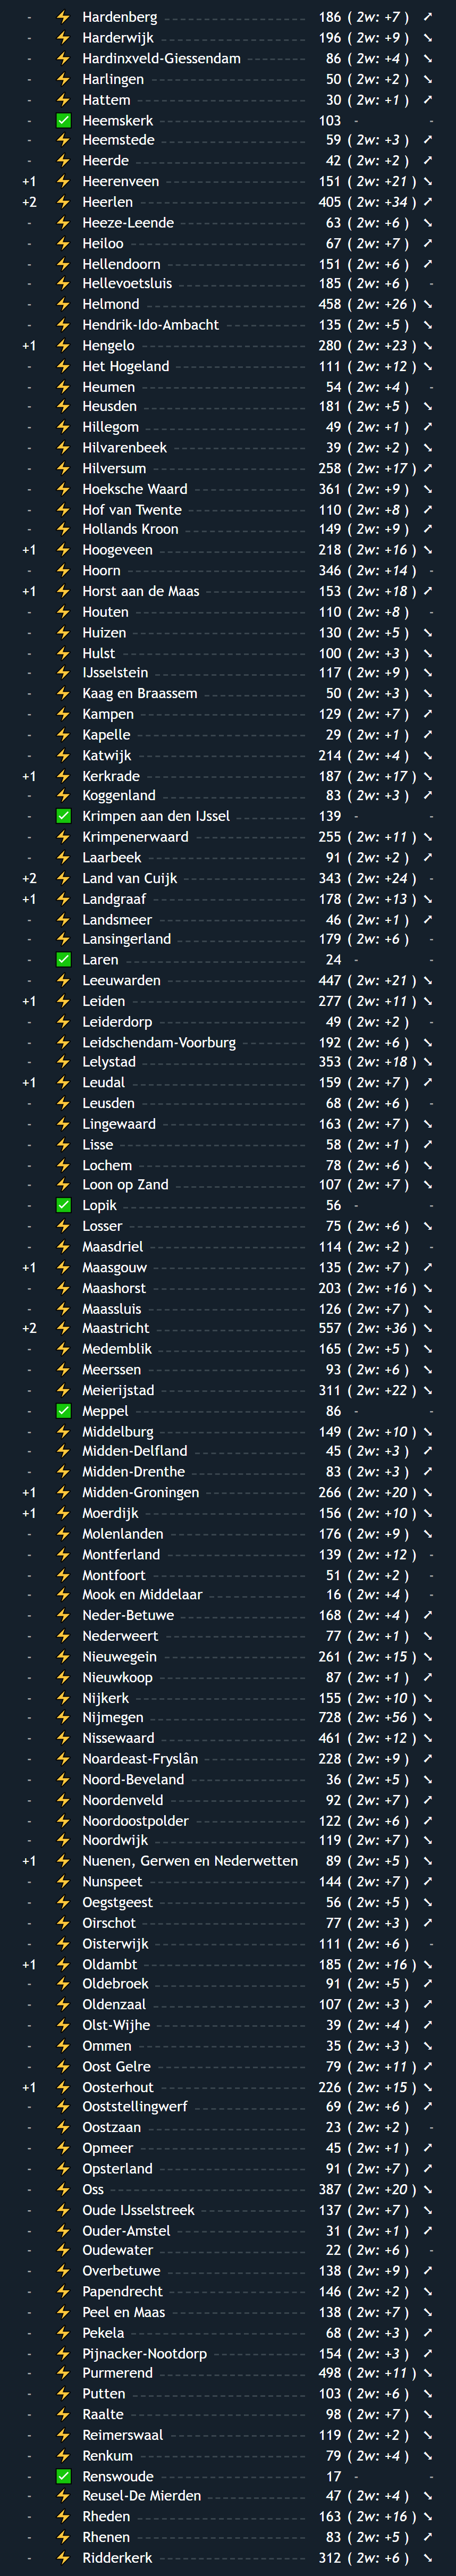 - ⚡ Hardenberg 186 ( 2w: +7 ) ↗
- ⚡ Harderwijk 196 ( 2w: +9 ) ↘
- ⚡ Hardinxveld-Giessendam 86 ( 2w: +4 ) ↘
- ⚡ Harlingen 50 ( 2w: +2 ) ↘
- ⚡ Hattem 30 ( 2w: +1 ) ↗
- ✅ Heemskerk 103 - -
- ⚡ Heemstede 59 ( 2w: +3 ) ↗
- ⚡ Heerde 42 ( 2w: +2 ) ↗
+1 ⚡ Heerenveen 151 ( 2w: +21 ) ↘
+2 ⚡ Heerlen 405 ( 2w: +34 ) ↗
- ⚡ Heeze-Leende 63 ( 2w: +6 ) ↘
- ⚡ Heiloo 67 ( 2w: +7 ) ↗
- ⚡ Hellendoorn 151 ( 2w: +6 ) ↗
- ⚡ Hellevoetsluis 185 ( 2w: +6 ) -
- ⚡ Helmond 458 ( 2w: +26 ) ↘
- ⚡ Hendrik-Ido-Ambacht 135 ( 2w: +5 ) ↘
+1 ⚡ Hengelo 280 ( 2w: +23 ) ↘
- ⚡ Het Hogeland 111 ( 2w: +12 ) ↘
- ⚡ Heumen 54 ( 2w: +4 ) -
- ⚡ Heusden 181 ( 2w: +5 ) ↘
- ⚡ Hillegom 49 ( 2w: +1 ) ↗
- ⚡ Hilvarenbeek 39 ( 2w: +2 ) ↘
- ⚡ Hilversum 258 ( 2w: +17 ) ↗
- ⚡ Hoeksche Waard 361 ( 2w: +9 ) ↘
- ⚡ Hof van Twente 110 ( 2w: +8 ) ↗
- ⚡ Hollands Kroon 149 ( 2w: +9 ) ↗
+1 ⚡ Hoogeveen 218 ( 2w: +16 ) ↘
- ⚡ Hoorn 346 ( 2w: +14 ) -
+1 ⚡ Horst aan de Maas 153 ( 2w: +18 ) ↗
- ⚡ Houten 110 ( 2w: +8 ) -
- ⚡ Huizen 130 ( 2w: +5 ) ↘
- ⚡ Hulst 100 ( 2w: +3 ) ↘
- ⚡ IJsselstein 117 ( 2w: +9 ) ↘
- ⚡ Kaag en Braassem 50 ( 2w: +3 ) ↘
- ⚡ Kampen 129 ( 2w: +7 ) ↗
- ⚡ Kapelle 29 ( 2w: +1 ) ↗
- ⚡ Katwijk 214 ( 2w: +4 ) ↘
+1 ⚡ Kerkrade 187 ( 2w: +17 ) ↘
- ⚡ Koggenland 83 ( 2w: +3 ) ↗
- ✅ Krimpen aan den IJssel 139 - -
- ⚡ Krimpenerwaard 255 ( 2w: +11 ) ↘
- ⚡ Laarbeek 91 ( 2w: +2 ) ↗
+2 ⚡ Land van Cuijk 343 ( 2w: +24 ) -
+1 ⚡ Landgraaf 178 ( 2w: +13 ) ↘
- ⚡ Landsmeer 46 ( 2w: +1 ) ↗
- ⚡ Lansingerland 179 ( 2w: +6 ) -
- ✅ Laren 24 - -
- ⚡ Leeuwarden 447 ( 2w: +21 ) ↘
+1 ⚡ Leiden 277 ( 2w: +11 ) ↘
- ⚡ Leiderdorp 49 ( 2w: +2 ) -
- ⚡ Leidschendam-Voorburg 192 ( 2w: +6 ) ↘
- ⚡ Lelystad 353 ( 2w: +18 ) ↘
+1 ⚡ Leudal 159 ( 2w: +7 ) ↗
- ⚡ Leusden 68 ( 2w: +6 ) -
- ⚡ Lingewaard 163 ( 2w: +7 ) ↘
- ⚡ Lisse 58 ( 2w: +1 ) ↗
- ⚡ Lochem 78 ( 2w: +6 ) ↘
- ⚡ Loon op Zand 107 ( 2w: +7 ) ↘
- ✅ Lopik 56 - -
- ⚡ Losser 75 ( 2w: +6 ) ↘
- ⚡ Maasdriel 114 ( 2w: +2 ) -
+1 ⚡ Maasgouw 135 ( 2w: +7 ) ↗
- ⚡ Maashorst 203 ( 2w: +16 ) ↘
- ⚡ Maassluis 126 ( 2w: +7 ) ↘
+2 ⚡ Maastricht 557 ( 2w: +36 ) ↘
- ⚡ Medemblik 165 ( 2w: +5 ) ↘
- ⚡ Meerssen 93 ( 2w: +6 ) ↘
- ⚡ Meierijstad 311 ( 2w: +22 ) ↘
- ✅ Meppel 86 - -
- ⚡ Middelburg 149 ( 2w: +10 ) ↘
- ⚡ Midden-Delfland 45 ( 2w: +3 ) ↗
- ⚡ Midden-Drenthe 83 ( 2w: +3 ) ↗
+1 ⚡ Midden-Groningen 266 ( 2w: +20 ) ↘
+1 ⚡ Moerdijk 156 ( 2w: +10 ) ↘
- ⚡ Molenlanden 176 ( 2w: +9 ) ↘
- ⚡ Montferland 139 ( 2w: +12 ) -
- ⚡ Montfoort 51 ( 2w: +2 ) -
- ⚡ Mook en Middelaar 16 ( 2w: +4 ) -
- ⚡ Neder-Betuwe 168 ( 2w: +4 ) ↗
- ⚡ Nederweert 77 ( 2w: +1 ) ↘
- ⚡ Nieuwegein 261 ( 2w: +15 ) ↘
- ⚡ Nieuwkoop 87 ( 2w: +1 ) ↗
- ⚡ Nijkerk 155 ( 2w: +10 ) ↘
- ⚡ Nijmegen 728 ( 2w: +56 ) ↘
- ⚡ Nissewaard 461 ( 2w: +12 ) ↘
- ⚡ Noardeast-Fryslân 228 ( 2w: +9 ) ↗
- ⚡ Noord-Beveland 36 ( 2w: +5 ) ↘
- ⚡ Noordenveld 92 ( 2w: +7 ) ↗
- ⚡ Noordoostpolder 122 ( 2w: +6 ) ↗
- ⚡ Noordwijk 119 ( 2w: +7 ) ↘
+1 ⚡ Nuenen, Gerwen en Nederwetten 89 ( 2w: +5 ) ↘
- ⚡ Nunspeet 144 ( 2w: +7 ) ↗
- ⚡ Oegstgeest 56 ( 2w: +5 ) ↘
- ⚡ Oirschot 77 ( 2w: +3 ) ↗
- ⚡ Oisterwijk 111 ( 2w: +6 ) -
+1 ⚡ Oldambt 185 ( 2w: +16 ) ↘
- ⚡ Oldebroek 91 ( 2w: +5 ) ↗
- ⚡ Oldenzaal 107 ( 2w: +3 ) ↗
- ⚡ Olst-Wijhe 39 ( 2w: +4 ) ↗
- ⚡ Ommen 35 ( 2w: +3 ) ↘
- ⚡ Oost Gelre 79 ( 2w: +11 ) ↗
+1 ⚡ Oosterhout 226 ( 2w: +15 ) ↘
- ⚡ Ooststellingwerf 69 ( 2w: +6 ) ↗
- ⚡ Oostzaan 23 ( 2w: +2 ) -
- ⚡ Opmeer 45 ( 2w: +1 ) ↗
- ⚡ Opsterland 91 ( 2w: +7 ) ↗
- ⚡ Oss 387 ( 2w: +20 ) ↘
- ⚡ Oude IJsselstreek 137 ( 2w: +7 ) ↘
- ⚡ Ouder-Amstel 31 ( 2w: +1 ) ↗
- ⚡ Oudewater 22 ( 2w: +6 ) -
- ⚡ Overbetuwe 138 ( 2w: +9 ) ↗
- ⚡ Papendrecht 146 ( 2w: +2 ) ↘
- ⚡ Peel en Maas 138 ( 2w: +7 ) ↘
- ⚡ Pekela 68 ( 2w: +3 ) ↗
- ⚡ Pijnacker-Nootdorp 154 ( 2w: +3 ) ↗
- ⚡ Purmerend 498 ( 2w: +11 ) ↘
- ⚡ Putten 103 ( 2w: +6 ) ↘
- ⚡ Raalte 98 ( 2w: +7 ) ↘
- ⚡ Reimerswaal 119 ( 2w: +2 ) ↘
- ⚡ Renkum 79 ( 2w: +4 ) ↘
- ✅ Renswoude 17 - -
- ⚡ Reusel-De Mierden 47 ( 2w: +4 ) ↘
- ⚡ Rheden 163 ( 2w: +16 ) ↘
- ⚡ Rhenen 83 ( 2w: +5 ) ↗
- ⚡ Ridderkerk 312 ( 2w: +6 ) ↘